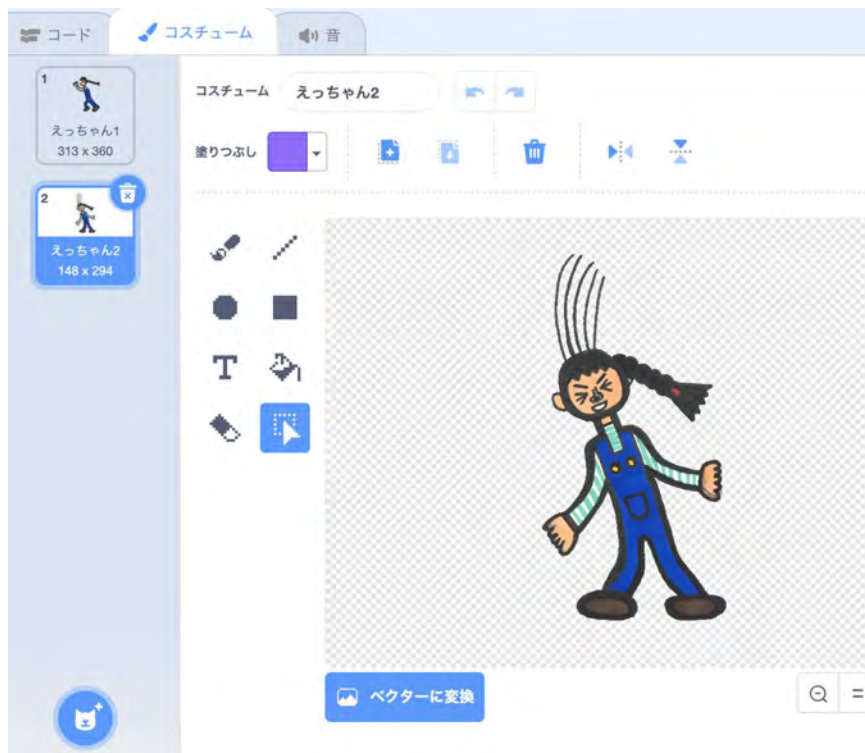 コード
コスチューム
音
1
えっちゃん1
313 x 360
2
えっちゃん2
148 x 294
コスチューム
えっちゃん2
塗りつぶし
T
ベクターに変換